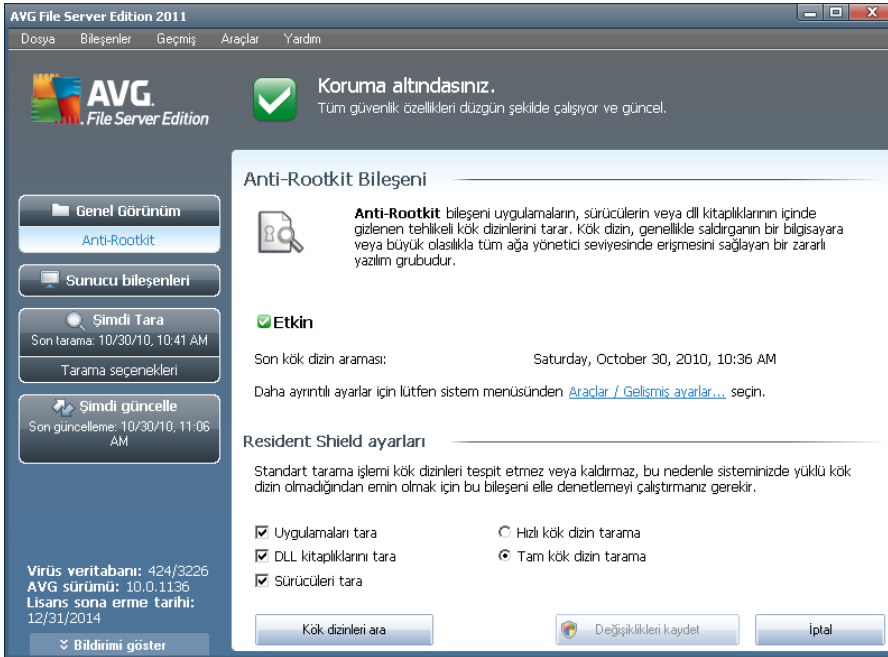 AVG File Server Edition 2011
Dosya Bileşenler Geçmiş Araçlar Yardım
AVG.
File Server Edition
Koruma altındasınız.
Tüm güvenlik özellikleri düzgün şekilde çalışıyor ve güncel.
Genel Görünüm
Anti-Rootkit
Sunucu bileşenleri
Şimdi Tara
Son tarama: 10/30/10, 10:41 AM
Tarama seçenekleri
Şimdi güncelle
Son güncelleme: 10/30/10, 11:06
AM
Virüs veritabanı: 424/3226
AVG sürümü: 10.0.1136
Lisans sona erme tarihi:
12/31/2014
Bildirimi göster
Anti-Rootkit Bileşeni
Anti-Rootkit bileşeni uygulamaların, sürücülerin veya dll kitaplıklarının içinde
gizlenen tehlikeli kök dizinlerini tarar. Kök dizin, genellikle saldırganın bir bilgisayara
veya büyük olasılıkla tüm ağa yönetici seviyesinde erişmesini sağlayan bir zararlı
yazılım grubudur.
Etkin
Son kök dizin araması: Saturday, October 30, 2010, 10:36 AM
Daha ayrıntılı ayarlar için lütfen sistem menüsünden Araçlar / Gelişmiş ayarlar... seçin.
Resident Shield ayarları
Standart tarama işlemi kök dizinleri tespit etmez veya kaldırmaz, bu nedenle sisteminizde yüklü kök
dizin olmadığından emin olmak için bu bileşeni elle denetlemeyi çalıştırmanız gerekir.
Uygulamaları tara Hızlı kök dizin tarama
DLL kitaplıklarını tara Tam kök dizin tarama
Sürücüleri tara
Kök dizinleri ara Değişiklikleri kaydet İptal